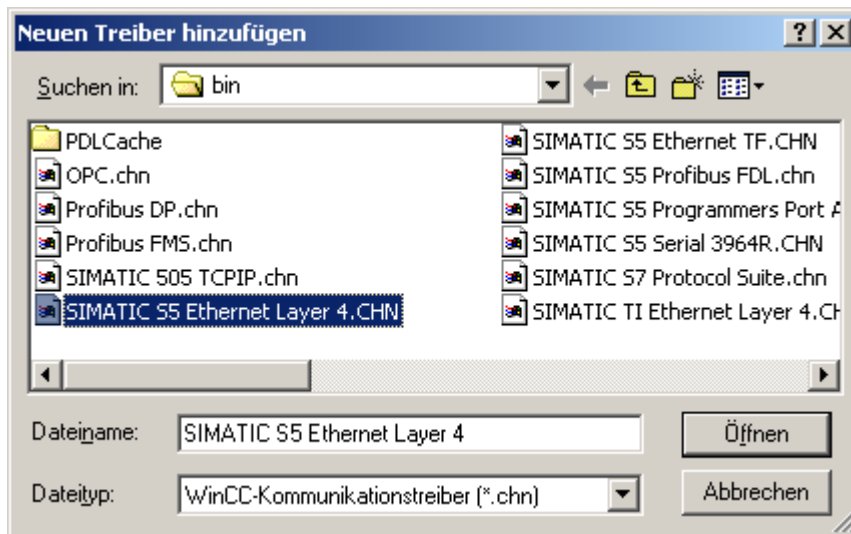 Neuen Treiber hinzufügen
Suchen in: bin
PDLCache
OPC.chn
Profibus DP.chn
Profibus FMS.chn
SIMATIC 505 TCPIP.chn
SIMATIC S5 Ethernet Layer 4.CHN
SIMATIC S5 Ethernet TF.CHN
SIMATIC S5 Profibus FDL.chn
SIMATIC S5 Programmers Port A
SIMATIC S5 Serial 3964R.CHN
SIMATIC S7 Protocol Suite.chn
SIMATIC TI Ethernet Layer 4.CH
Dateiname: SIMATIC S5 Ethernet Layer 4
Öffnen
Dateityp: WinCC-Kommunikationstreiber (*.chn)
Abbrechen